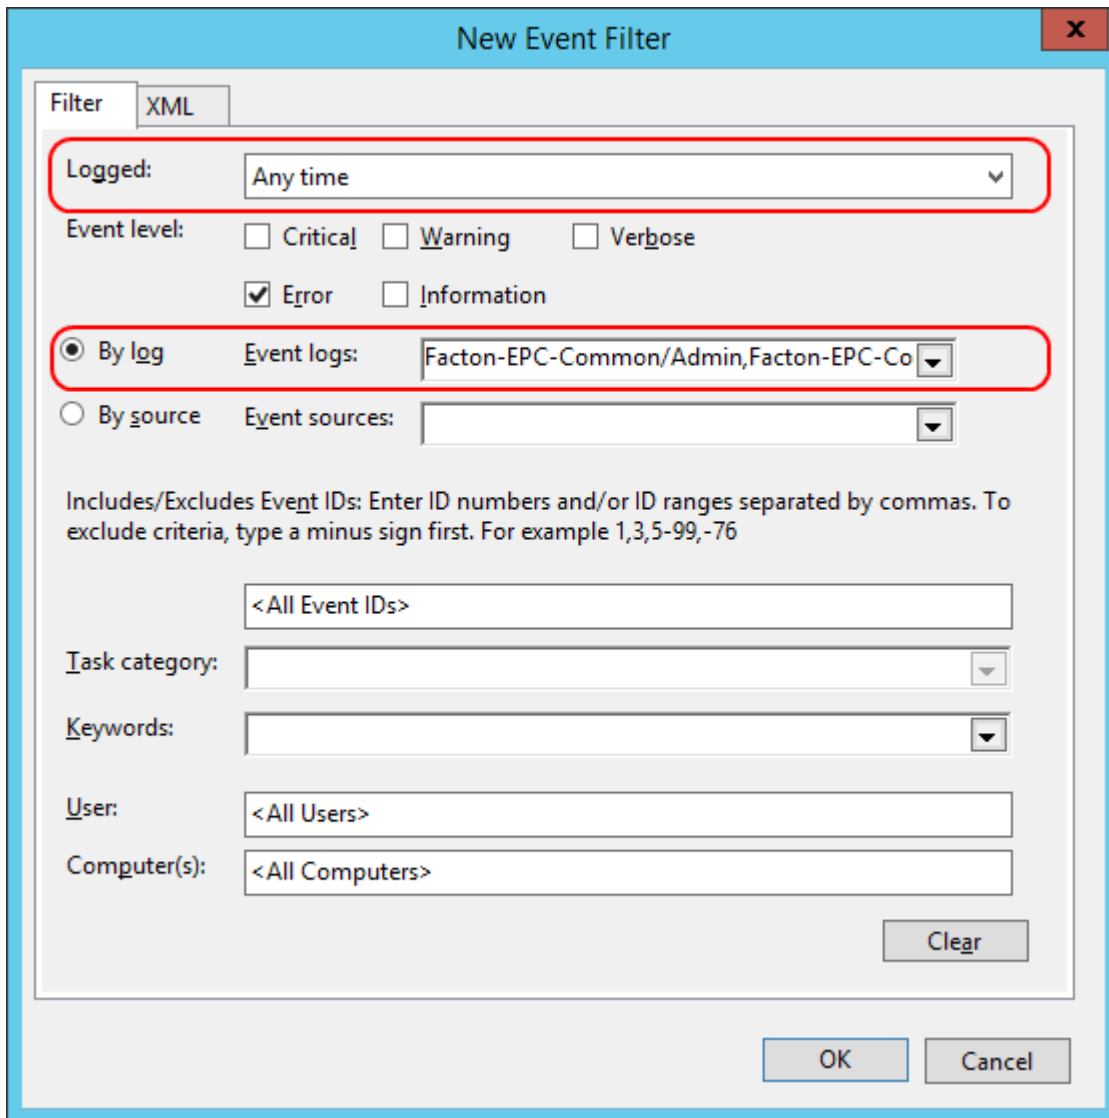 New Event Filter
x
Filter XML
Logged: Any time
Event level: Critical Warning Verbose
Error Information
By log Event logs: Facton-EPC-Common/Admin,Facton-EPC-Co
By source Event sources:
Includes/Excludes Event IDs: Enter ID numbers and/or ID ranges separated by commas. To
exclude criteria, type a minus sign first. For example 1,3,5-99,-76
<All Event IDs>
Task category:
Keywords:
User: <All Users>
Computer(s): <All Computers>
Clear
OK Cancel